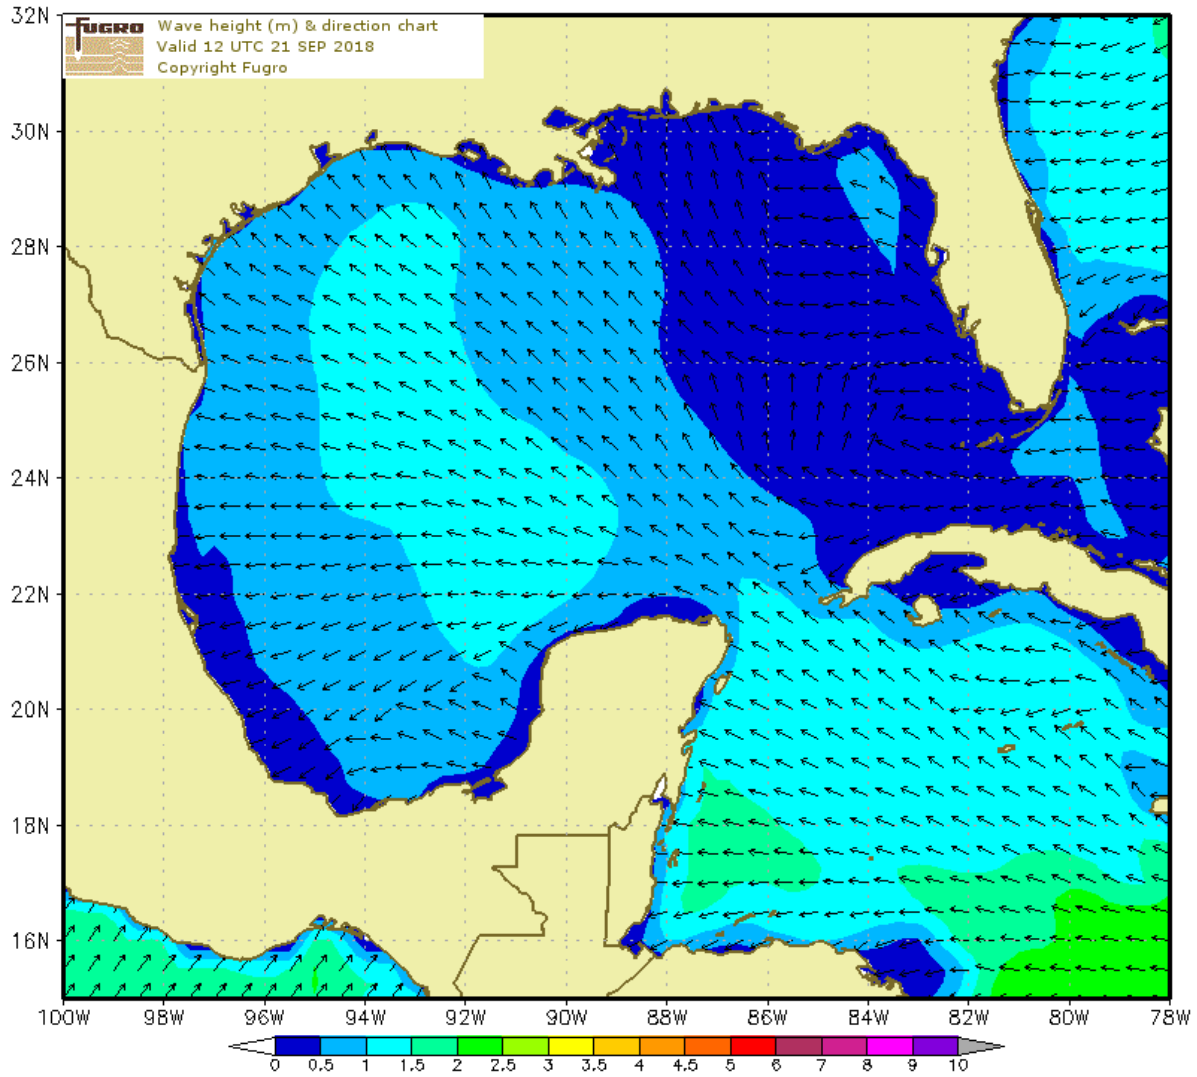 32N
FUGRO
Wave height (m) & direction chart
Valid 12 UTC 21 SEP 2018
Copyright Fugro
30N
28N
26N
24N
22N
20N
18N
16N
100W 98W 96W 94W 92W 90W 88W 86W 84W 82W 80W 78W
0 0.5 1 1.5 2 2.5 3 3.5 4 4.5 5 6 7 8 9 10